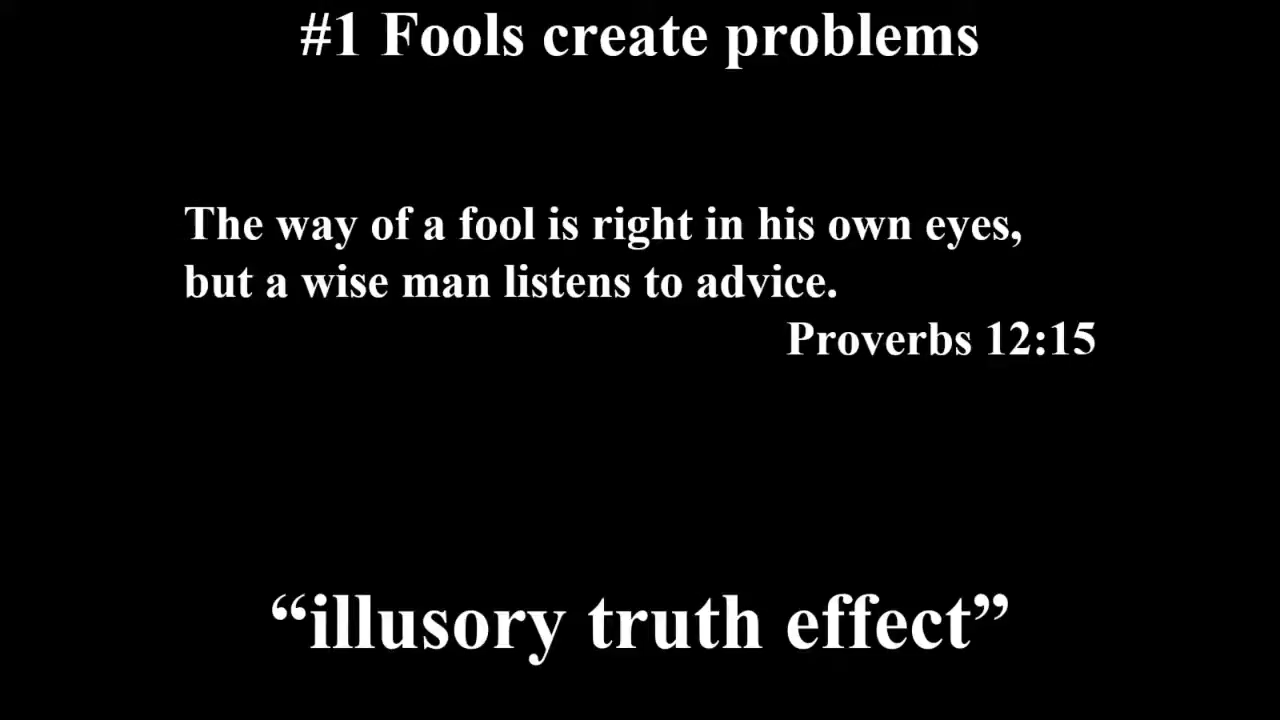 #1 Fools create problems
The way of a fool is right in his own eyes,
but a wise man listens to advice.
Proverbs 12:15
“illusory truth effect”